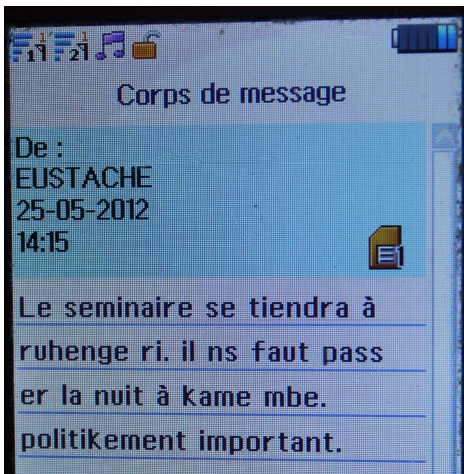 Corps de message
De :
EUSTACHE
25-05-2012
14:15
Le seminaire se tiendra à
ruhenge ri. il ns faut pass
er la nuit à kame mbe.
politikement important.